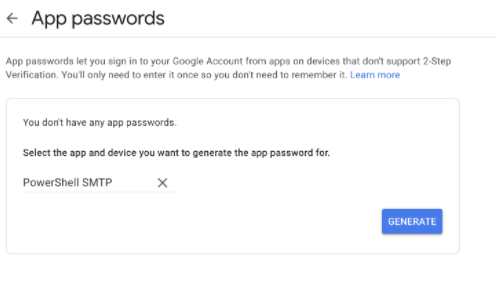 App passwords
App passwords let you sign in to your Google Account from apps on devices that don't support 2-Step
Verification. You'll only need to enter it once so you don't need to remember it. Learn more
You don't have any app passwords.
Select the app and device you want to generate the app password for.
PowerShell SMTP
GENERATE